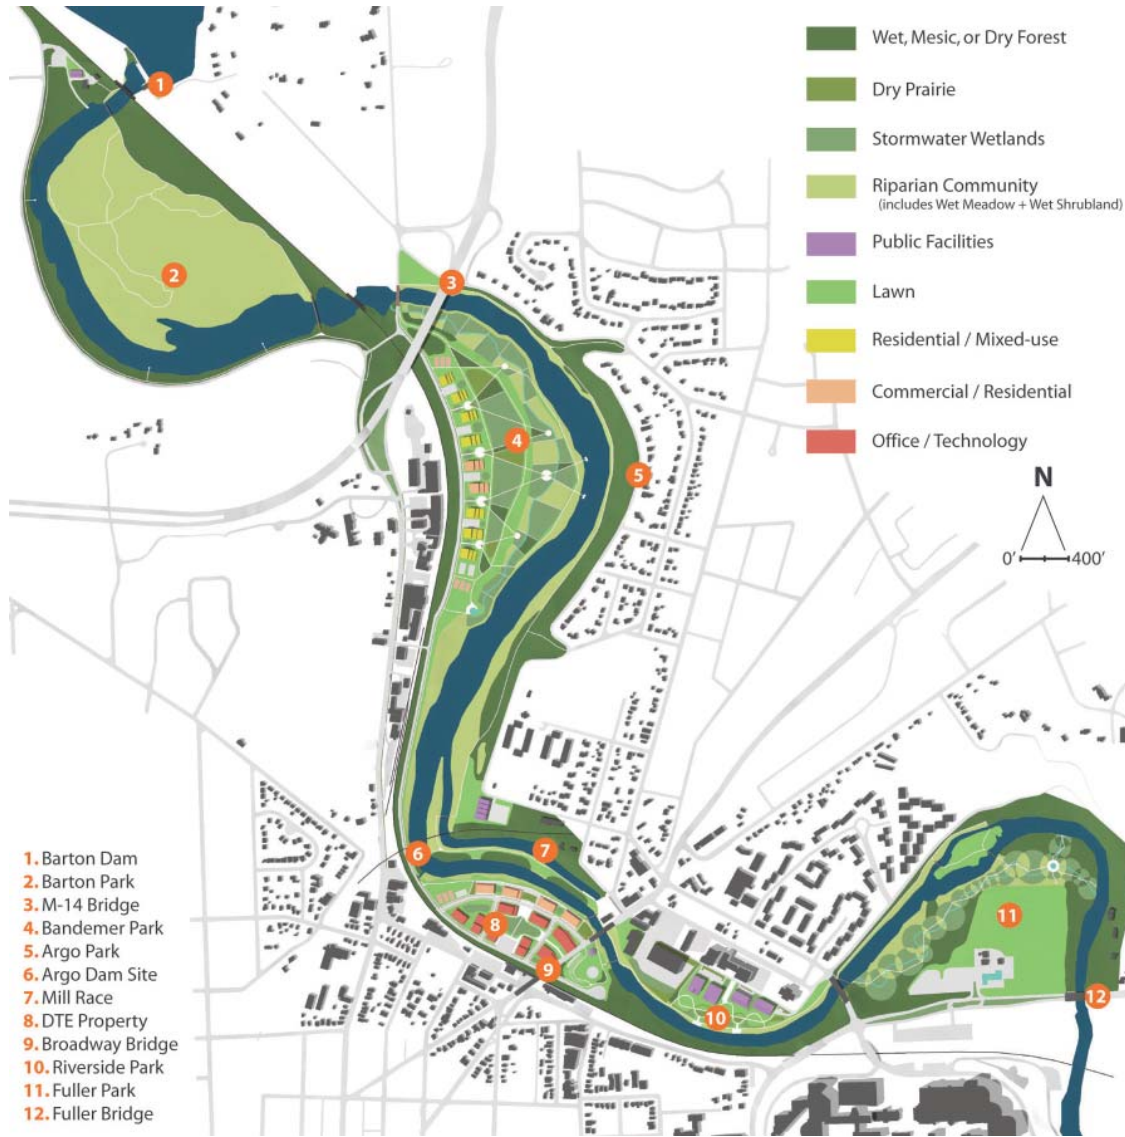 Wet, Mesic, or Dry Forest
Dry Prairie
Stormwater Wetlands
Riparian Community
(includes Wet Meadow + Wet Shrubland)
Public Facilities
Lawn
Residential / Mixed-use
Commercial / Residential
Office / Technology
N
0' 400'
1
2
3
4
5
6
7
8
9
10
11
12
1. Barton Dam
2. Barton Park
3. M-14 Bridge
4. Bandemer Park
5. Argo Park
6. Argo Dam Site
7. Mill Race
8. DTE Property
9. Broadway Bridge
10. Riverside Park
11. Fuller Park
12. Fuller Bridge